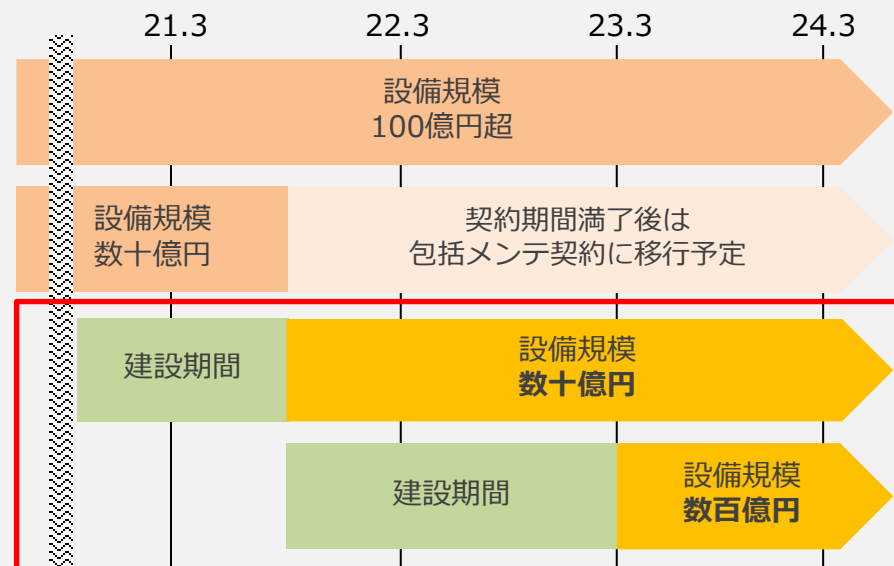 21.3 22.3 23.3 24.3
設備規模
100億円超
設備規模
数十億円
契約期間満了後は
包括メンテ契約に移行予定
建設期間
設備規模
数十億円
建設期間
設備規模
数百億円